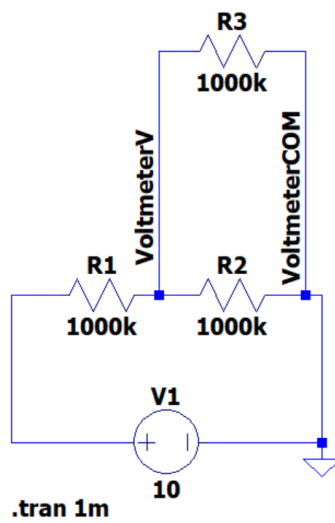 R3
1000k
VoltmeterV
VoltmeterCOM
R1
R2
1000k
1000k
V1
10
.tran 1m